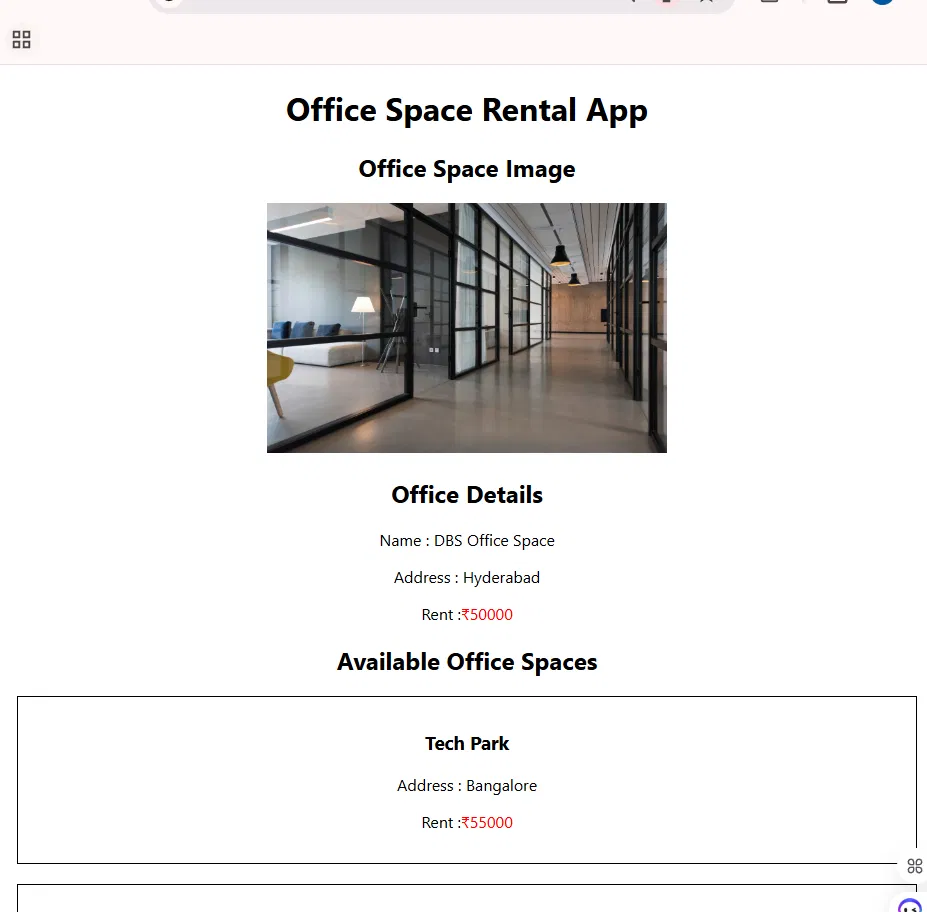 Office Space Rental App
Office Space Image
Office Details
Name : DBS Office Space
Address : Hyderabad
Rent :₹50000
Available Office Spaces
Tech Park
Address : Bangalore
Rent :₹55000